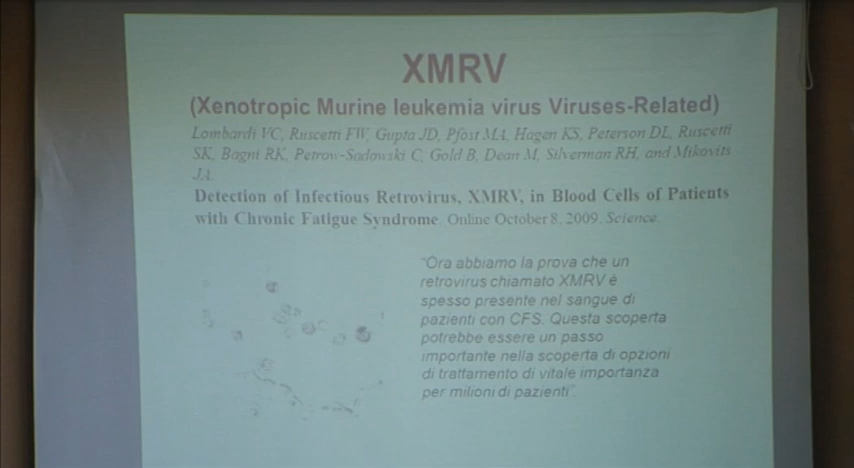 XMRV
(Xenotropic Murine leukemia virus Viruses-Related)
Lombardi VC, Ruscetti FW, Gupta JD, Pfost MA, Hagen KS, Peterson DL, Ruscetti
SK, Bagni RK, Petrow-Sadowski C, Gold B, Dean M, Silverman RH, and Mikovits
JA.
Detection of Infectious Retrovirus, XMRV, in Blood Cells of Patients
with Chronic Fatigue Syndrome. Online October 8, 2009. Science.
"Ora abbiamo la prova che un
retrovirus chiamato XMRV è
spesso presente nel sangue di
pazienti con CFS. Questa scoperta
potrebbe essere un passo
importante nella scoperta di opzioni
di trattamento di vitale importanza
per milioni di pazienti".